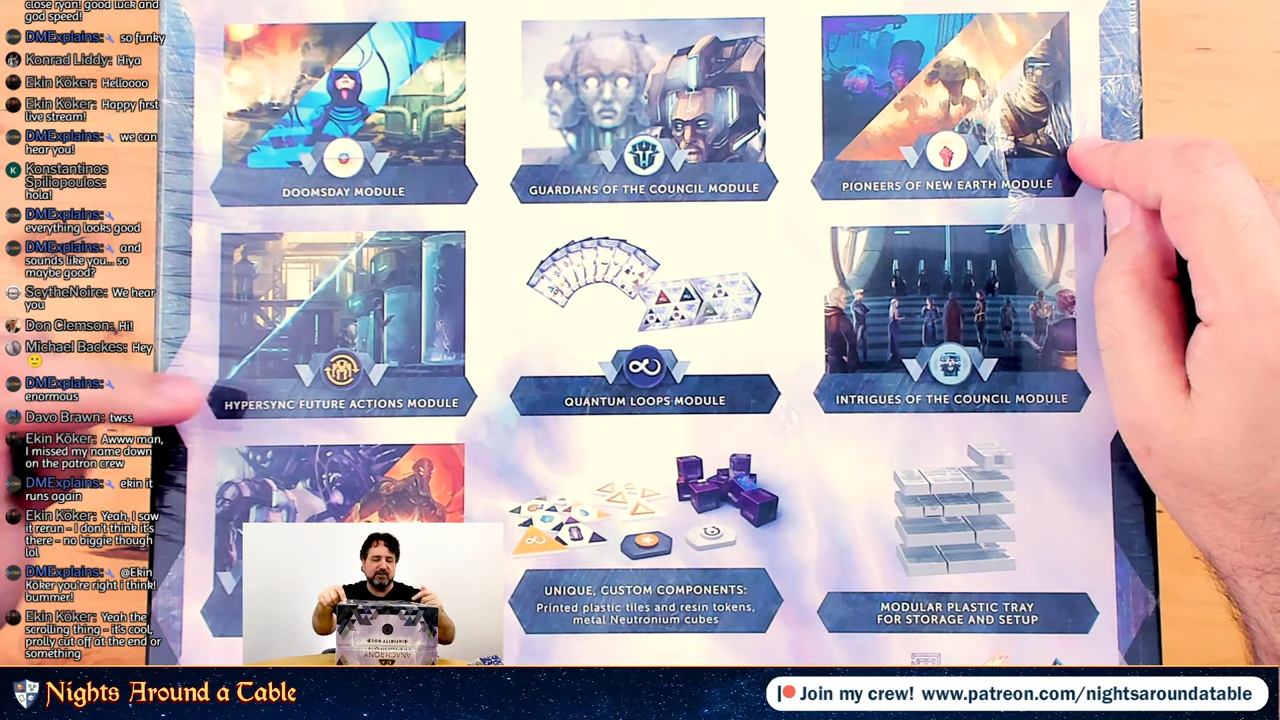 close ryan! good luck and
god speed!
DMExplains: so funky
Konrad Liddy: Hiya
Ekin Köker: Helloooo
Ekin Köker: Happy first
live stream!
DMExplains: we can
hear you!
K
Konstantinos
Spiliopoulos:
hola!
DMExplains:
everything looks good
DMExplains: and
sounds like you... so
maybe good?
ScytheNoire: We hear
you
Don Clemson: Hi!
Michael Backes: Hey
DMExplains:
enormous
Davo Brawn: twss
Ekin Köker: Awww man,
I missed my name down
on the patron crew
DMExplains: ekin it
runs again
Ekin Köker: Yeah, I saw
it rerun - I don't think it's
there - no biggie though
lol
DMExplains: @Ekin
Köker you're right i think!
bummer!
Ekin Köker: Yeah the
scrolling thing - it's cool,
prolly cut off at the end or
something
DOOMSDAY MODULE
GUARDIANS OF THE COUNCIL MODULE
PIONEERS OF NEW EARTH MODULE
HYPERSYNC FUTURE ACTIONS MODULE
QUANTUM LOOPS MODULE
INTRIGUES OF THE COUNCIL MODULE
UNIQUE, CUSTOM COMPONENTS:
Printed plastic tiles and resin tokens,
metal Neutronium cubes
MODULAR PLASTIC TRAY
FOR STORAGE AND SETUP
INFINITY BOX
ANACHRONY
Nights Around a Table
Join my crew! www.patreon.com/nightsaroundatable